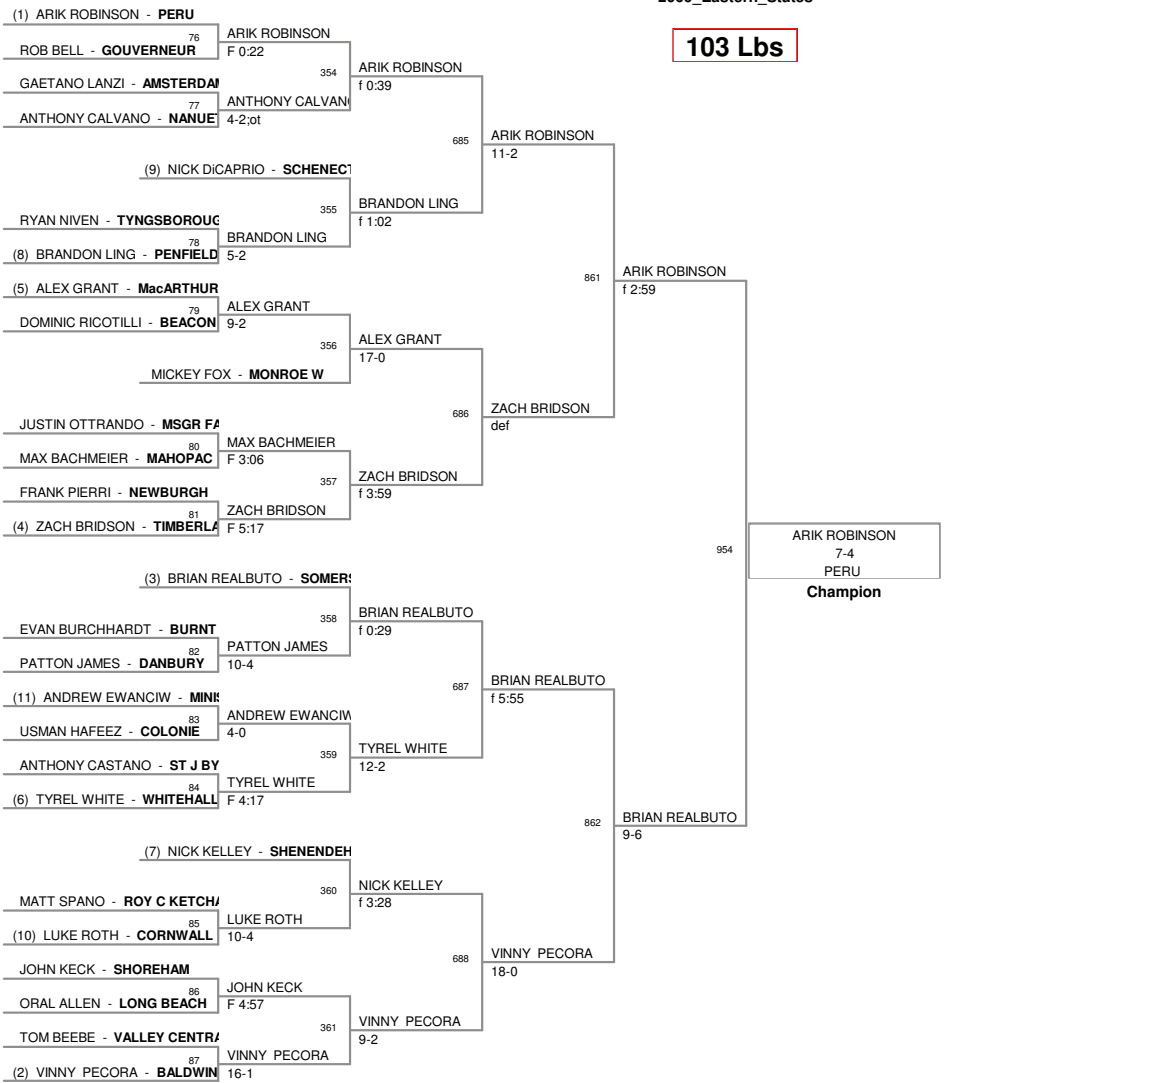 (1) ARIK ROBINSON - PERU
76
ROB BELL - GOUVERNEUR
ARIK ROBINSON
F 0:22
GAETANO LANZI - AMSTERDAM
77
ANTHONY CALVANO - NANUET
ANTHONY CALVANO
4-2;ot
354
ARIK ROBINSON
f 0:39
(9) NICK DiCAPRIO - SCHENECT
RYAN NIVEN - TYNGSBOROUG
78
(8) BRANDON LING - PENFIELD
BRANDON LING
5-2
355
BRANDON LING
f 1:02
685
ARIK ROBINSON
11-2
(5) ALEX GRANT - MacARTHUR
79
DOMINIC RICOTILLI - BEACON
ALEX GRANT
9-2
MICKEY FOX - MONROE W
356
ALEX GRANT
17-0
JUSTIN OTTRANDO - MSGR FA
80
MAX BACHMEIER - MAHOPAC
MAX BACHMEIER
F 3:06
FRANK PIERRI - NEWBURGH
81
(4) ZACH BRIDSON - TIMBERLA
ZACH BRIDSON
F 5:17
357
ZACH BRIDSON
f 3:59
686
ZACH BRIDSON
def
861
ARIK ROBINSON
f 2:59
(3) BRIAN REALBUTO - SOMERS
EVAN BURCHHARDT - BURNT
82
PATTON JAMES - DANBURY
PATTON JAMES
10-4
358
BRIAN REALBUTO
f 0:29
(11) ANDREW EWANCIW - MINIS
83
USMAN HAFEEZ - COLONIE
ANDREW EWANCIW
4-0
ANTHONY CASTANO - ST J BY
84
(6) TYREL WHITE - WHITEHALL
TYREL WHITE
F 4:17
359
TYREL WHITE
12-2
687
BRIAN REALBUTO
f 5:55
(7) NICK KELLEY - SHENENDEH
MATT SPANO - ROY C KETCHA
85
(10) LUKE ROTH - CORNWALL
LUKE ROTH
10-4
360
NICK KELLEY
f 3:28
JOHN KECK - SHOREHAM
86
ORAL ALLEN - LONG BEACH
JOHN KECK
F 4:57
TOM BEEBE - VALLEY CENTRA
87
(2) VINNY PECORA - BALDWIN
VINNY PECORA
16-1
361
VINNY PECORA
9-2
688
VINNY PECORA
18-0
862
BRIAN REALBUTO
9-6
954
ARIK ROBINSON
7-4
PERU
Champion
103 Lbs